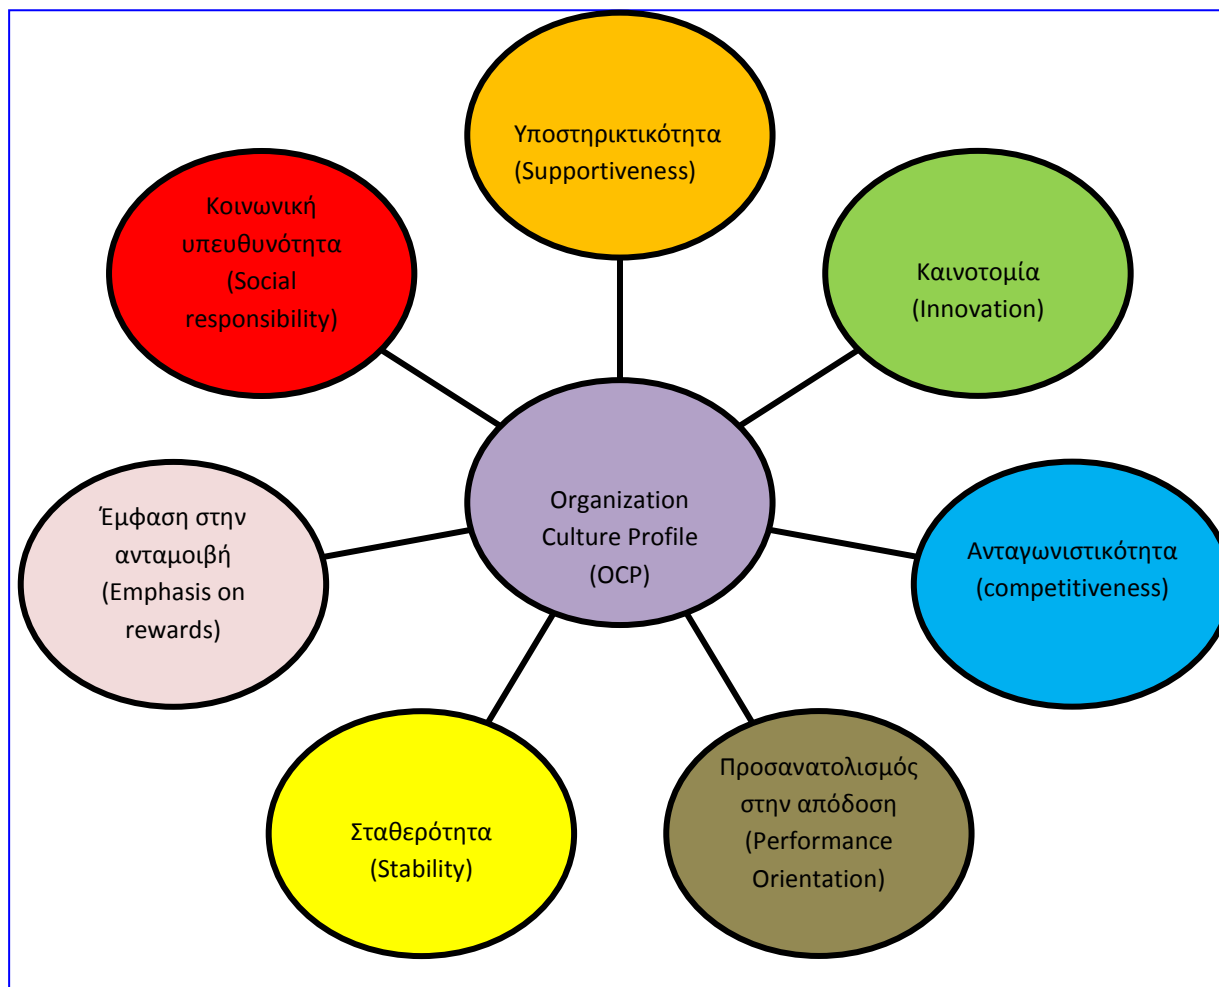 Υποστηρικτικότητα
(Supportiveness)
Κοινωνική
υπευθυνότητα
(Social
responsibility)
Καινοτομία
(Innovation)
Organization
Culture Profile
(OCP)
Έμφαση στην
ανταμοιβή
(Emphasis on
rewards)
Ανταγωνιστικότητα
(competitiveness)
Σταθερότητα
(Stability)
Προσανατολισμός
στην απόδοση
(Performance
Orientation)